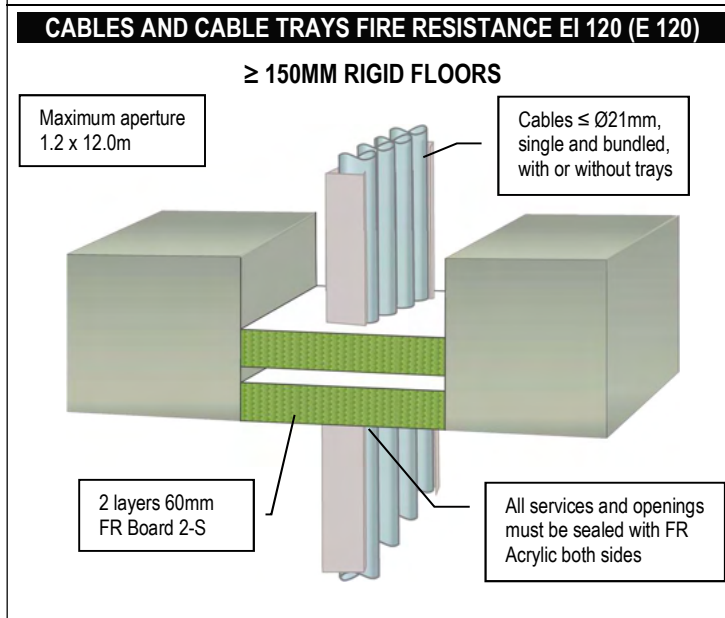 CABLES AND CABLE TRAYS FIRE RESISTANCE EI 120 (E 120)
≥ 150MM RIGID FLOORS
Maximum aperture
1.2 x 12.0m
Cables ≤ Ø21mm,
single and bundled,
with or without trays
2 layers 60mm
FR Board 2-S
All services and openings
must be sealed with FR
Acrylic both sides